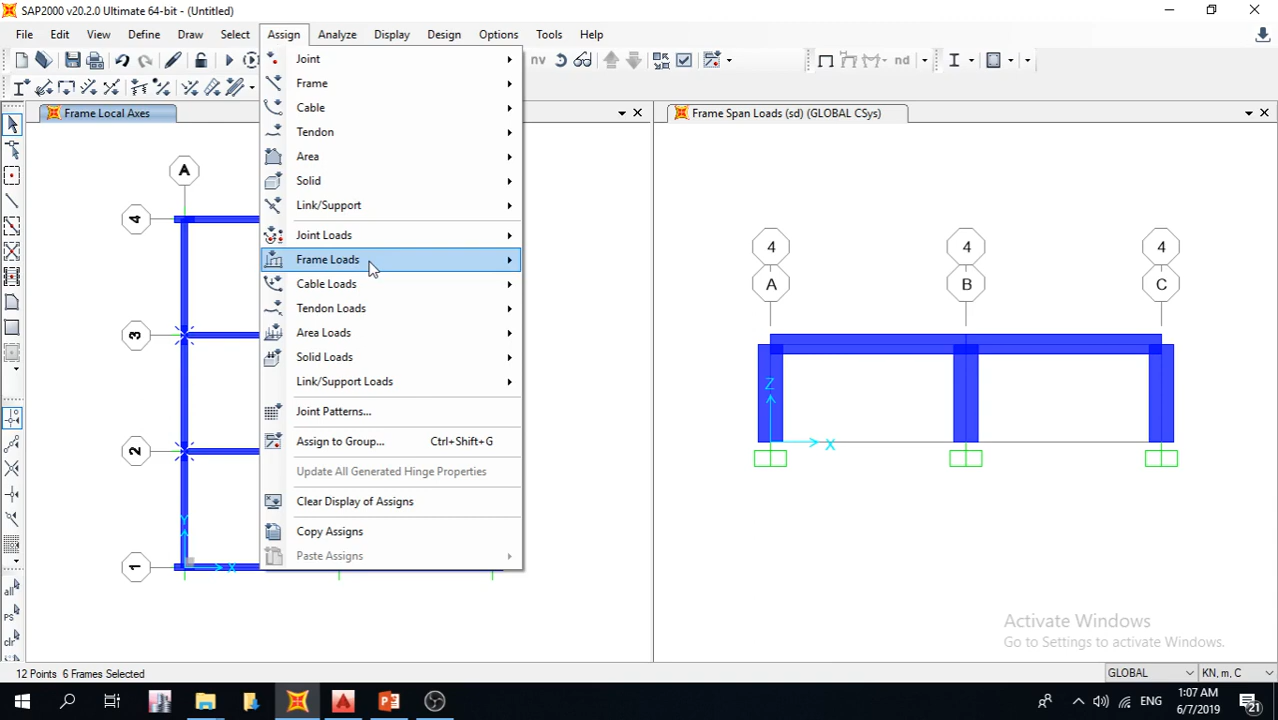 SAP2000 v20.2.0 Ultimate 64-bit - (Untitled)
File Edit View Define Draw Select Assign Analyze Display Design Options Tools Help
nv
nd
Frame Local Axes
Frame Span Loads (sd) (GLOBAL CSys)
Joint
Frame
Cable
Tendon
Area
Solid
Link/Support
Joint Loads
Frame Loads
Cable Loads
Tendon Loads
Area Loads
Solid Loads
Link/Support Loads
Joint Patterns...
Assign to Group... Ctrl+Shift+G
Update All Generated Hinge Properties
Clear Display of Assigns
Copy Assigns
Paste Assigns
A
4
3
2
1
Y
X
4 4 4
A B C
Z
X
all
PS
clr
Activate Windows
Go to Settings to activate Windows.
12 Points 6 Frames Selected
GLOBAL KN, m, C
ENG
1:07 AM
6/7/2019
21